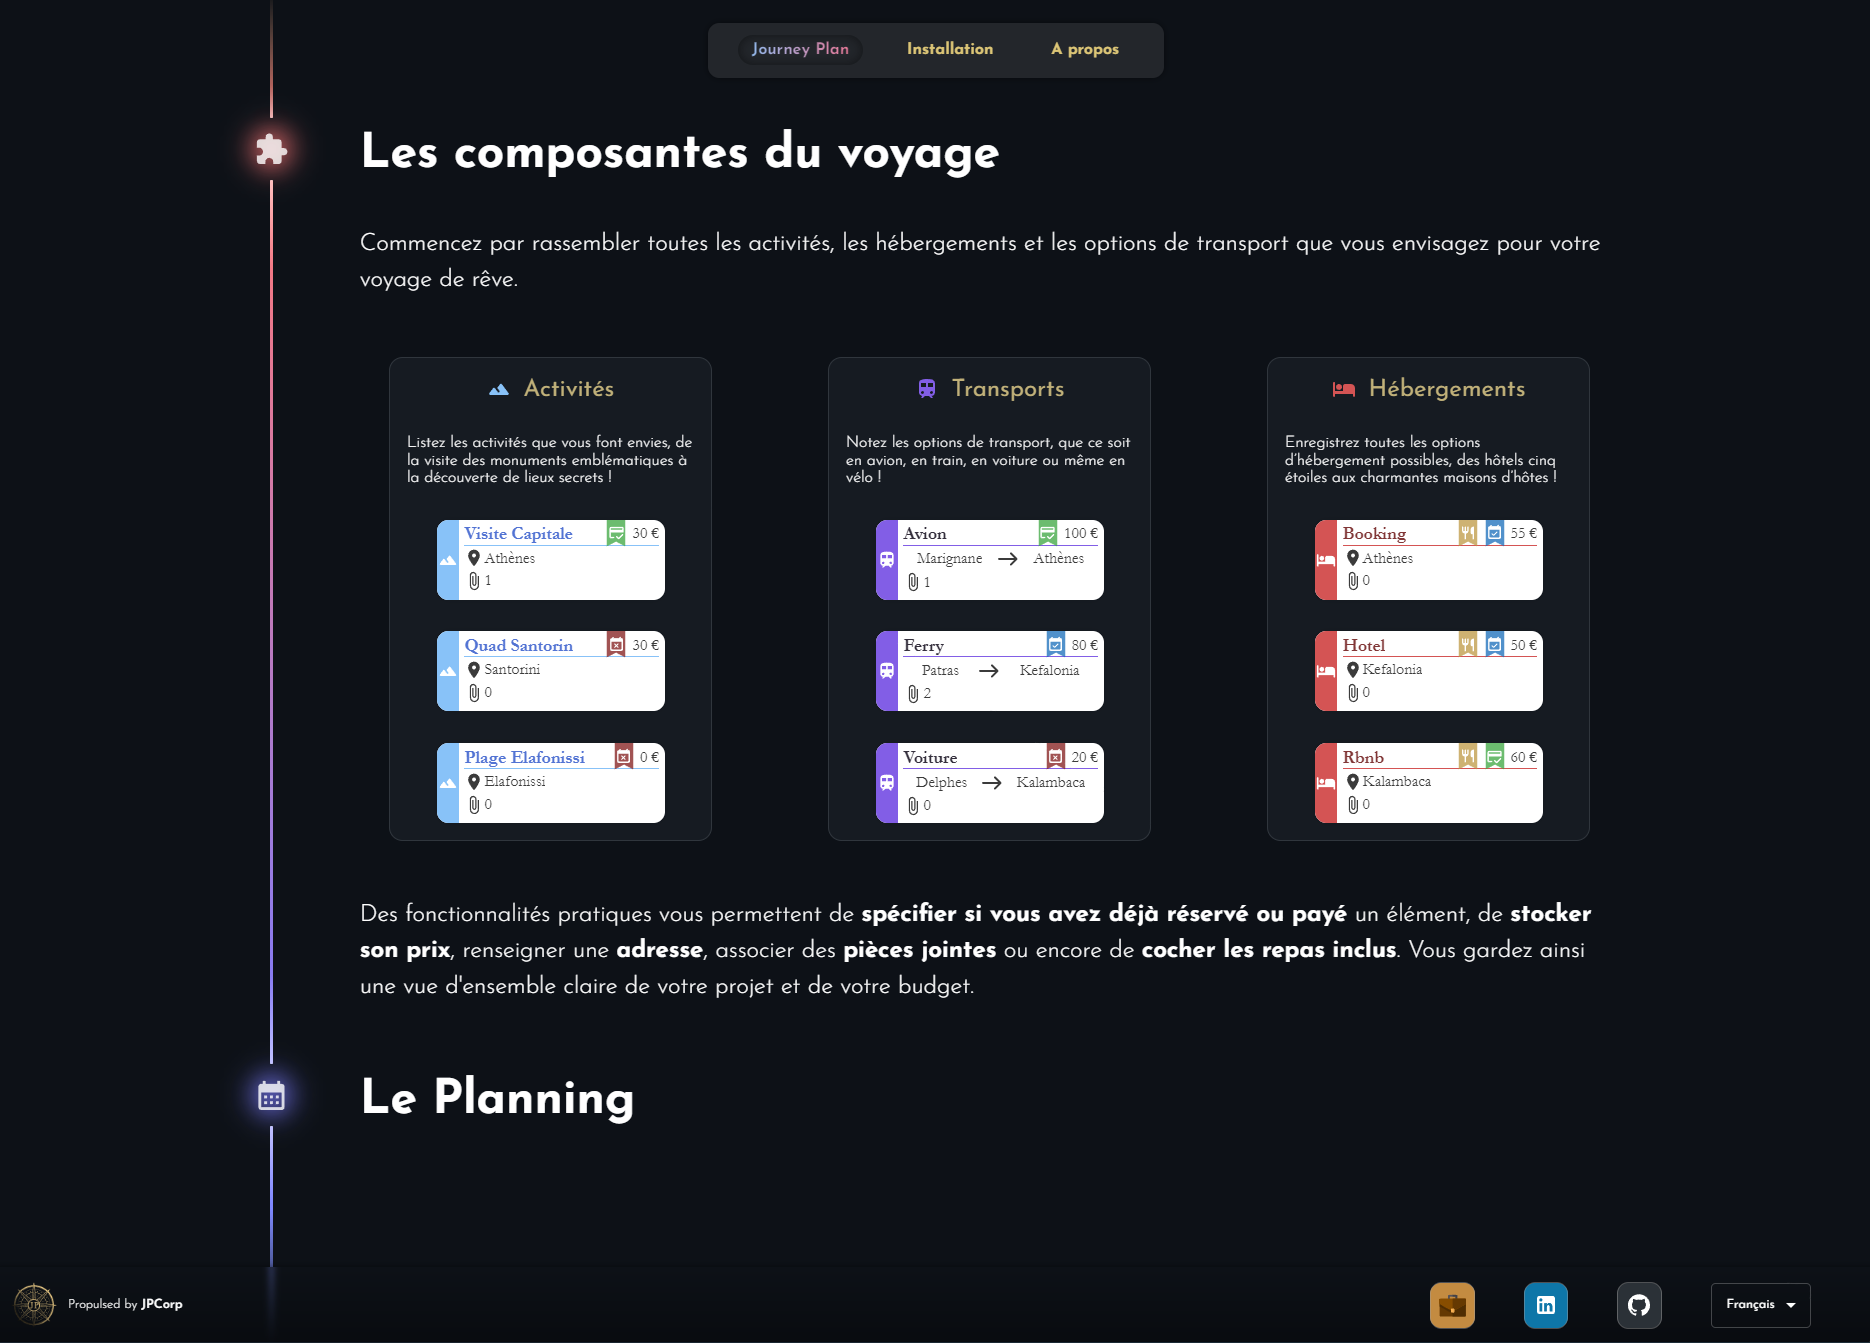 Journey Plan
Installation
A propos
Les composantes du voyage
Commencez par rassembler toutes les activités, les hébergements et les options de transport que vous envisagez pour votre
voyage de rêve.
Activités
Listez les activités que vous font envies, de
la visite des monuments emblématiques à
la découverte de lieux secrets !
Visite Capitale 30 €
Athènes
1
Quad Santorin 30 €
Santorini
0
Plage Elafonissi 0 €
Elafonissi
0
Transports
Notez les options de transport, que ce soit
en avion, en train, en voiture ou même en
vélo !
Avion 100 €
Marignane → Athènes
1
Ferry 80 €
Patras → Kefalonia
2
Voiture 20 €
Delphes → Kalambaca
0
Hébergements
Enregistrez toutes les options
d'hébergement possibles, des hôtels cinq
étoiles aux charmantes maisons d'hôtes !
Booking 55 €
Athènes
0
Hotel 50 €
Kefalonia
0
Rbnb 60 €
Kalambaca
0
Des fonctionnalités pratiques vous permettent de spécifier si vous avez déjà réservé ou payé un élément, de stocker
son prix, renseigner une adresse, associer des pièces jointes ou encore de cocher les repas inclus. Vous gardez ainsi
une vue d'ensemble claire de votre projet et de votre budget.
Le Planning
JP
Propulsed by JPCorp
in
Français